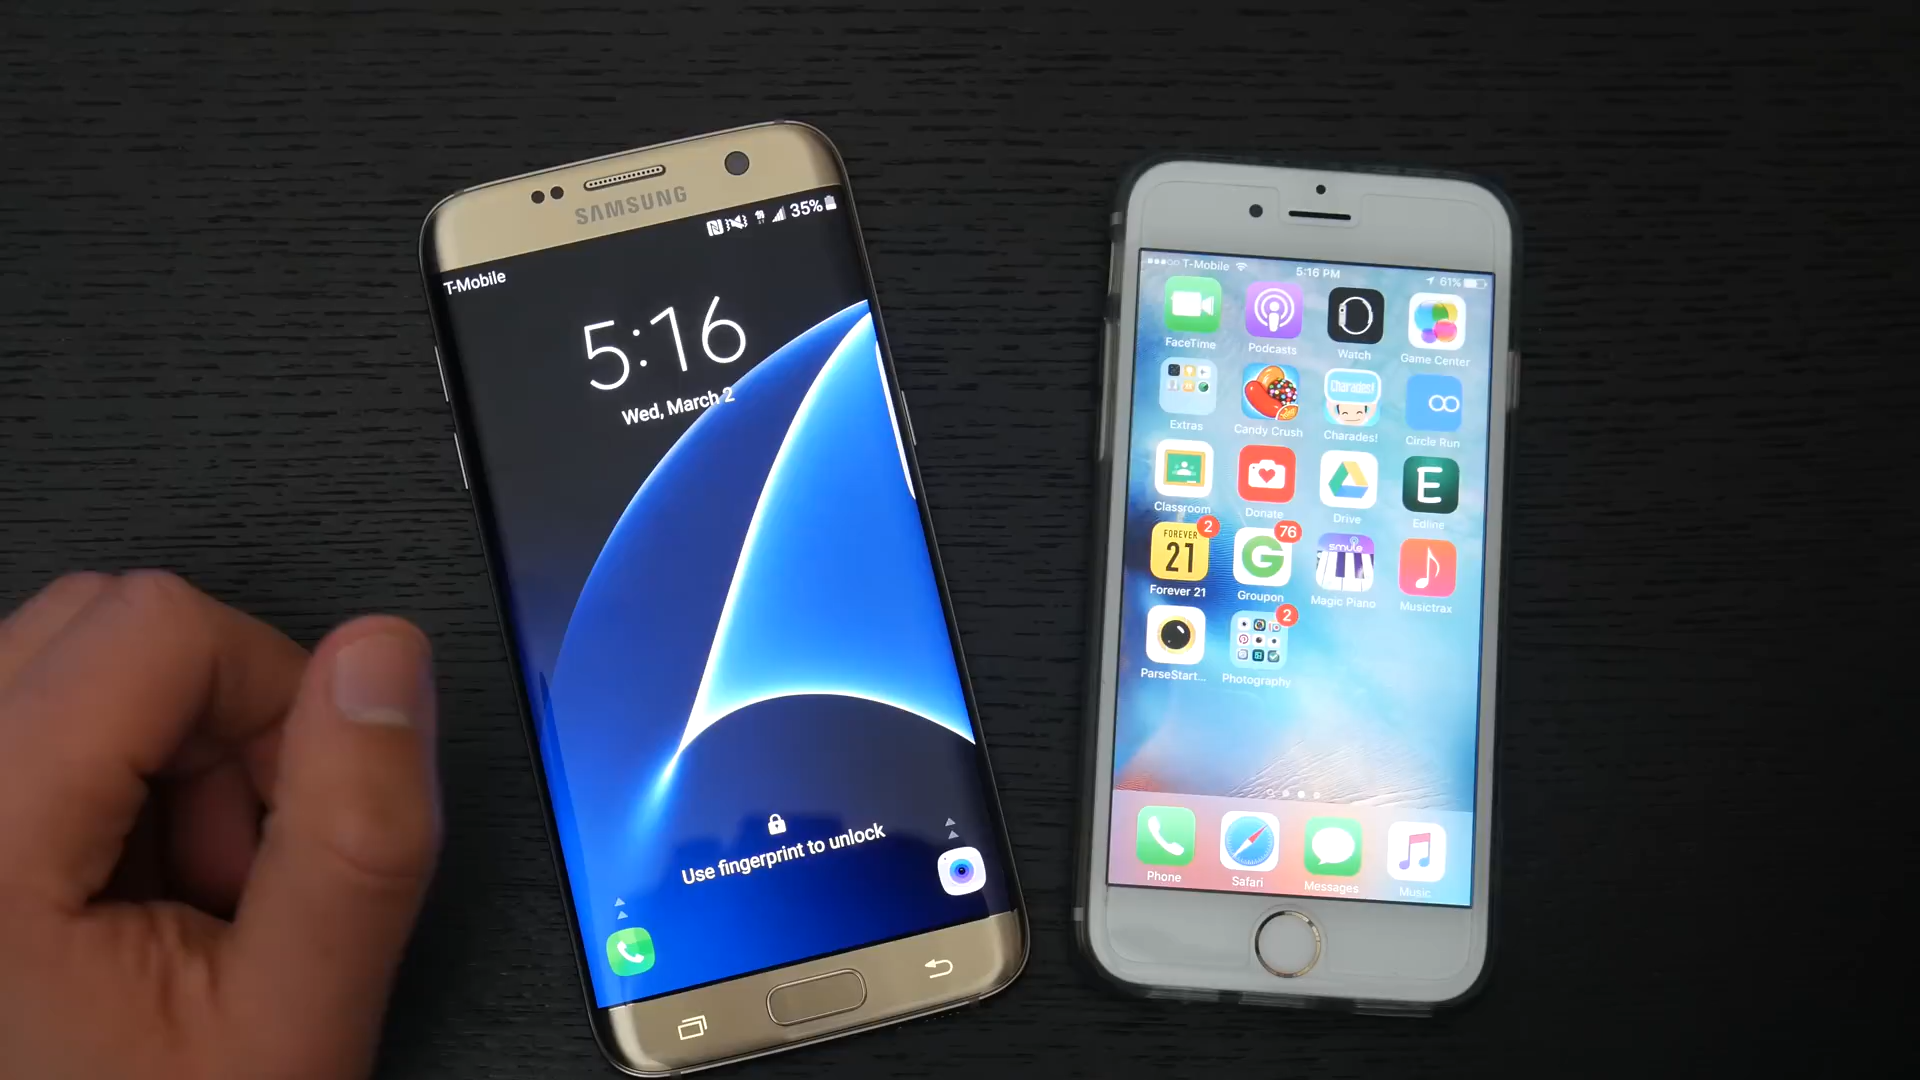 SAMSUNG
35%
T-Mobile
5:16
Wed, March 2
Use fingerprint to unlock
T-Mobile
5:16 PM
61%
FaceTime
Podcasts
Watch
Game Center
Extras
Candy Crush
Charades!
Charades!
Circle Run
Classroom
Donate
Drive
E
Edline
2
FOREVER
21
Forever 21
76
G
Groupon
smule
Magic Piano
Musictrax
ParseStart...
2
Photography
Phone
Safari
Messages
Music